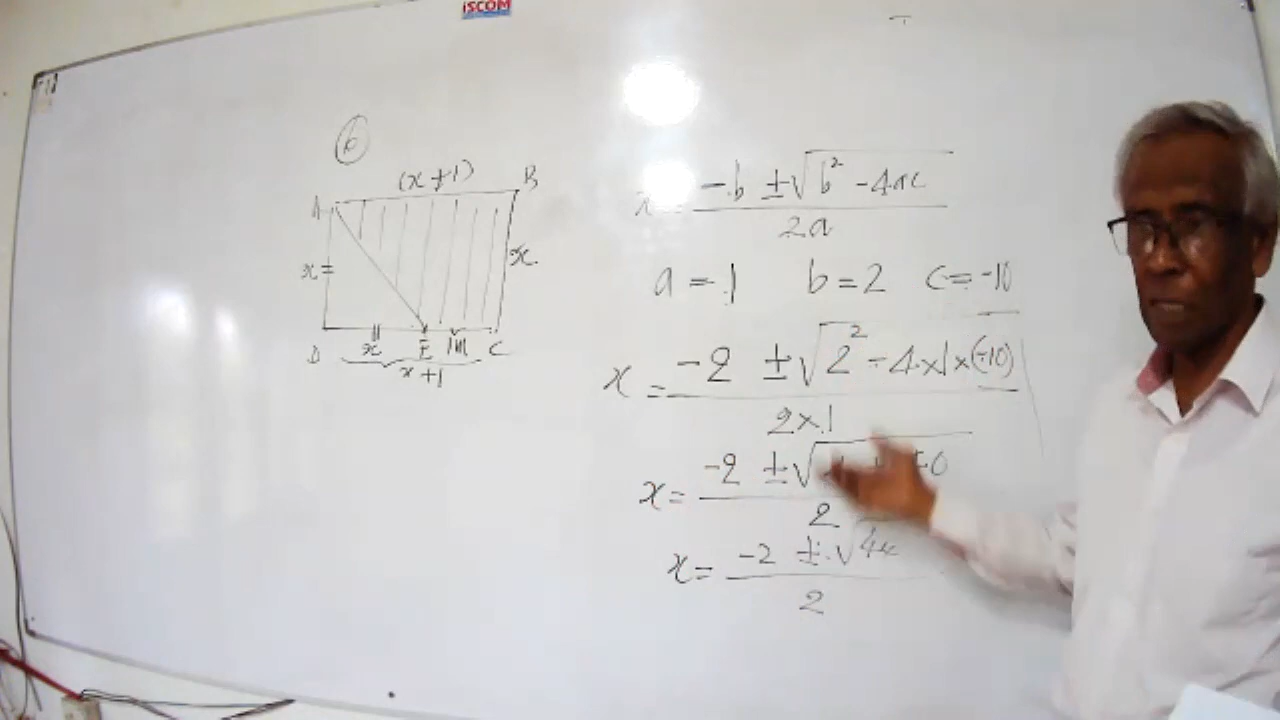 iSCOM
6
(x+1)
A B
x= x
D x E 1m C
x+1
x = -b ±√b² -4ac
2a
a = 1 b = 2 c = -10
x = -2 ±√2² - 4×1×(-10)
2×1
x = -2 ±√
2
x = -2 ±√44
2